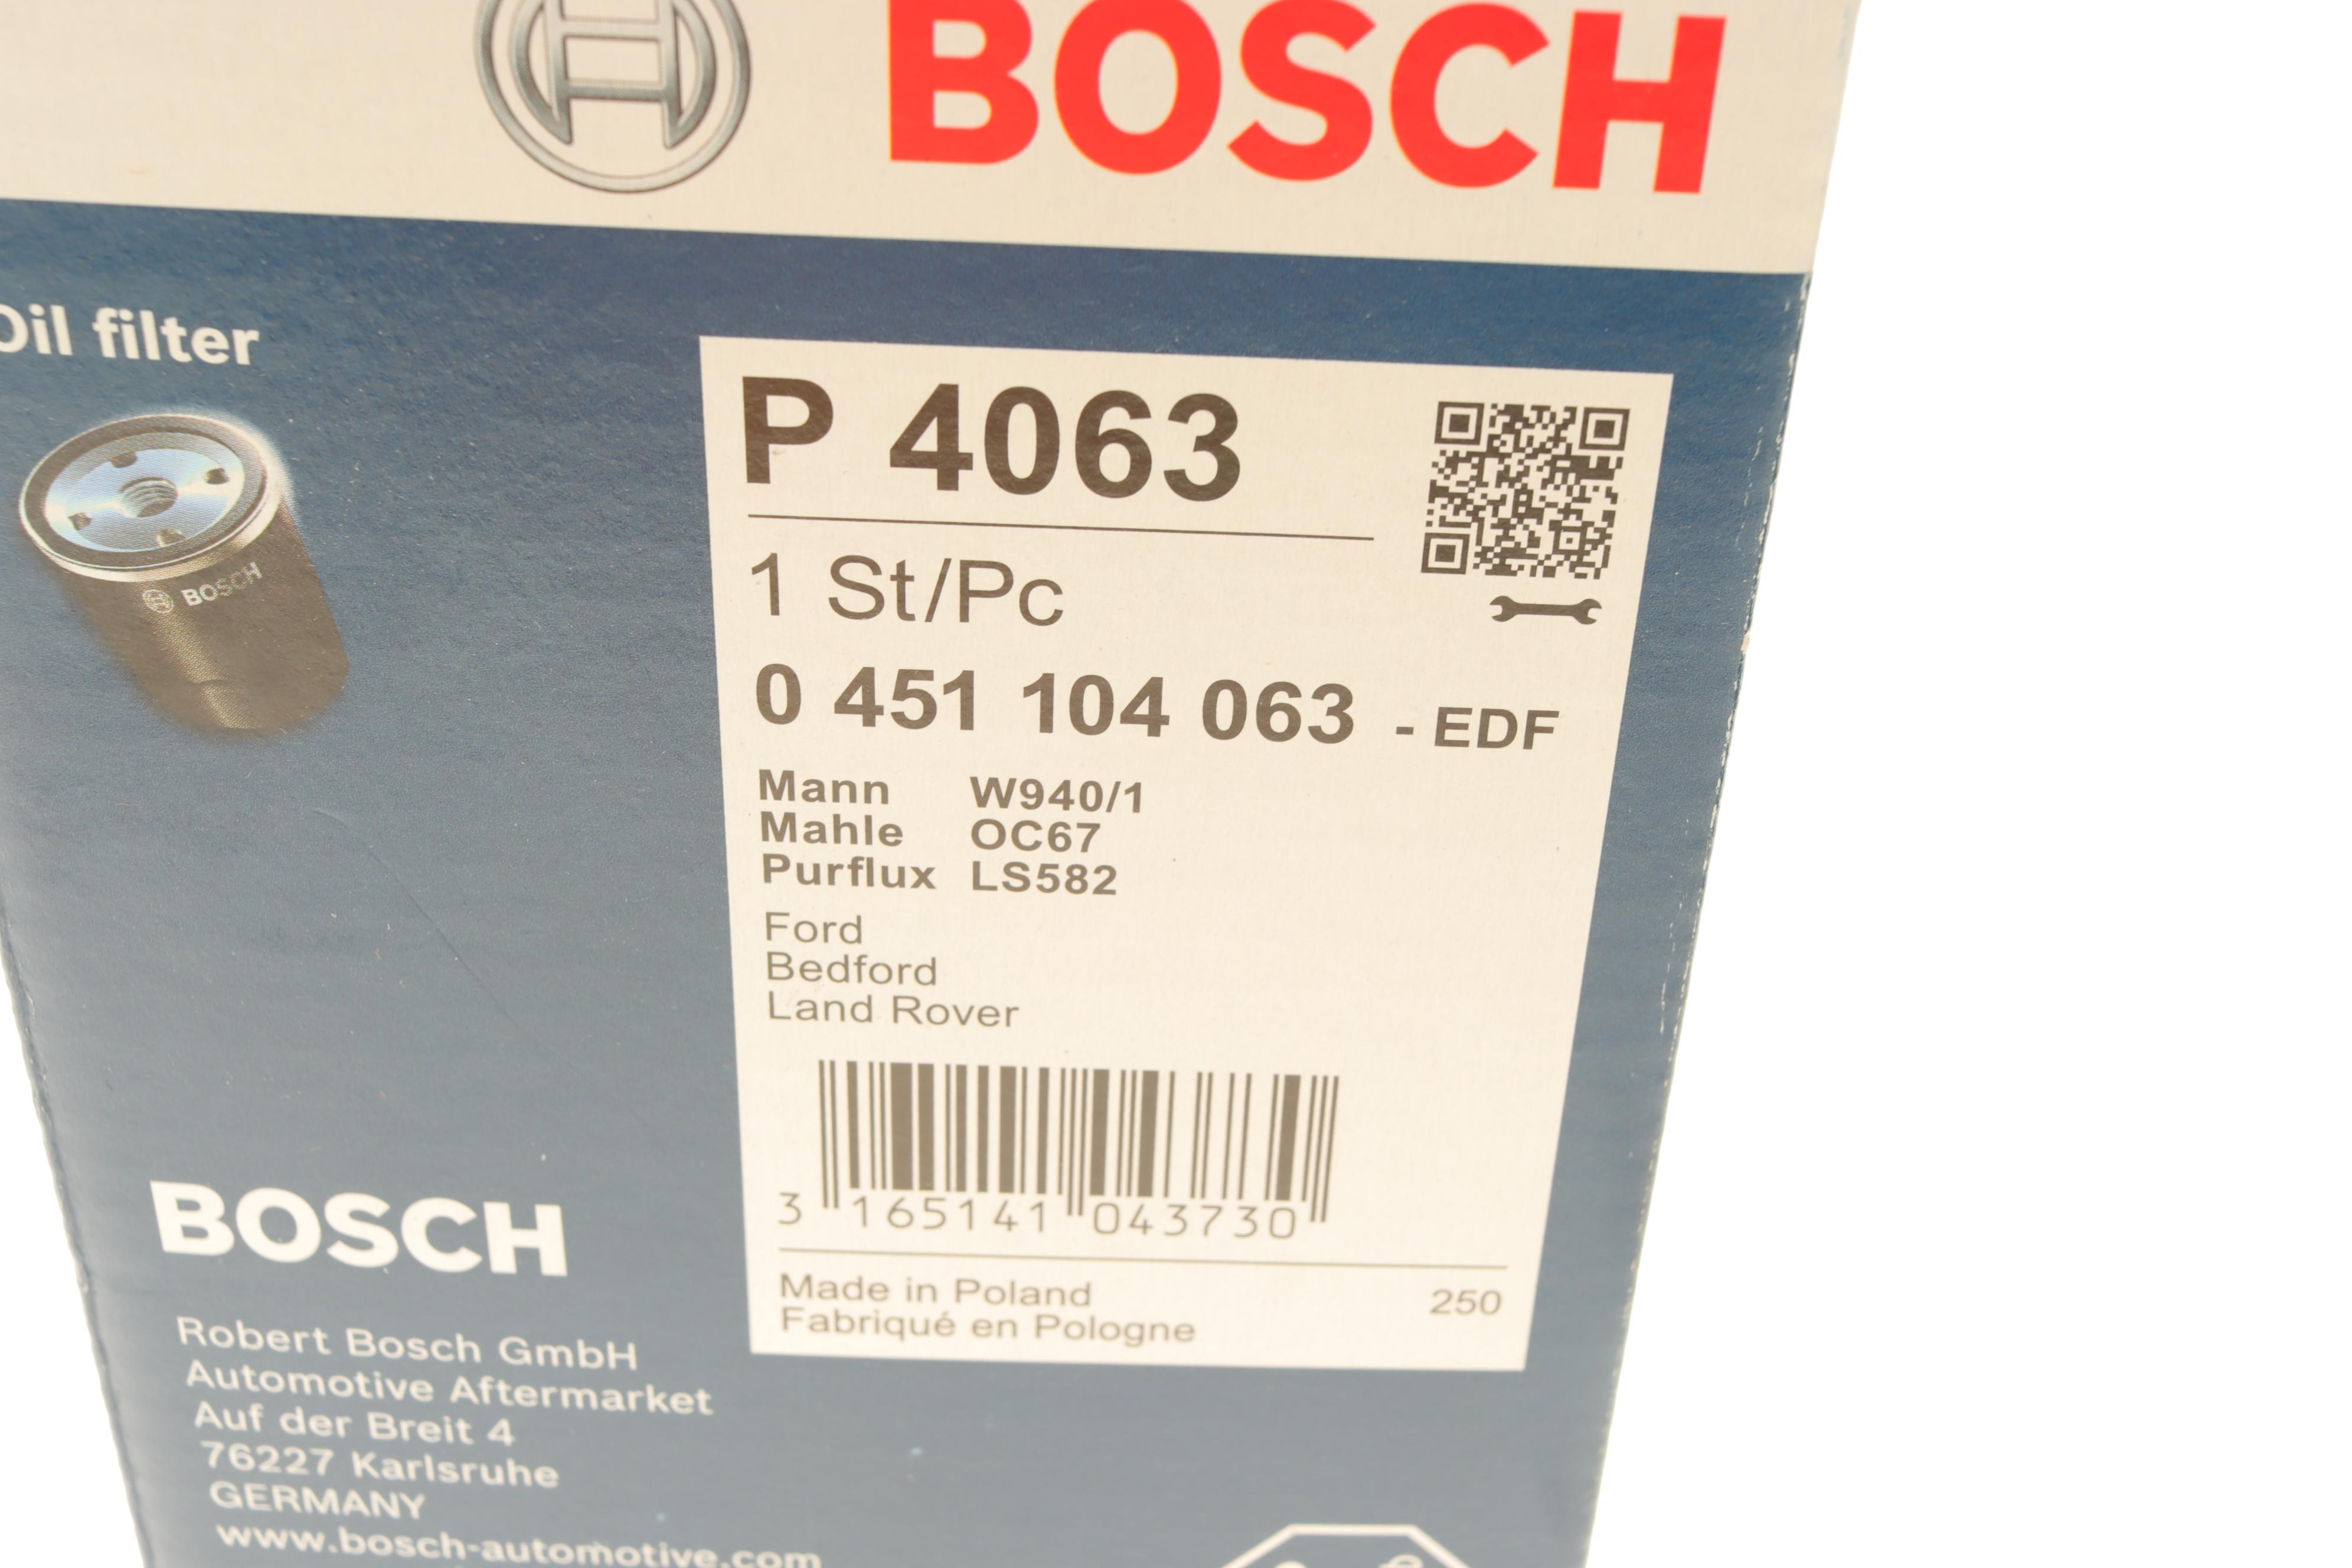 BOSCH
Oil filter
BOSCH
P 4063
1 St/Pc
0 451 104 063 - EDF
Mann W940/1
Mahle OC67
Purflux LS582
Ford
Bedford
Land Rover
3 165141 043730
Made in Poland 250
Fabriqué en Pologne
BOSCH
Robert Bosch GmbH
Automotive Aftermarket
Auf der Breit 4
76227 Karlsruhe
GERMANY
www.bosch-automotive.com